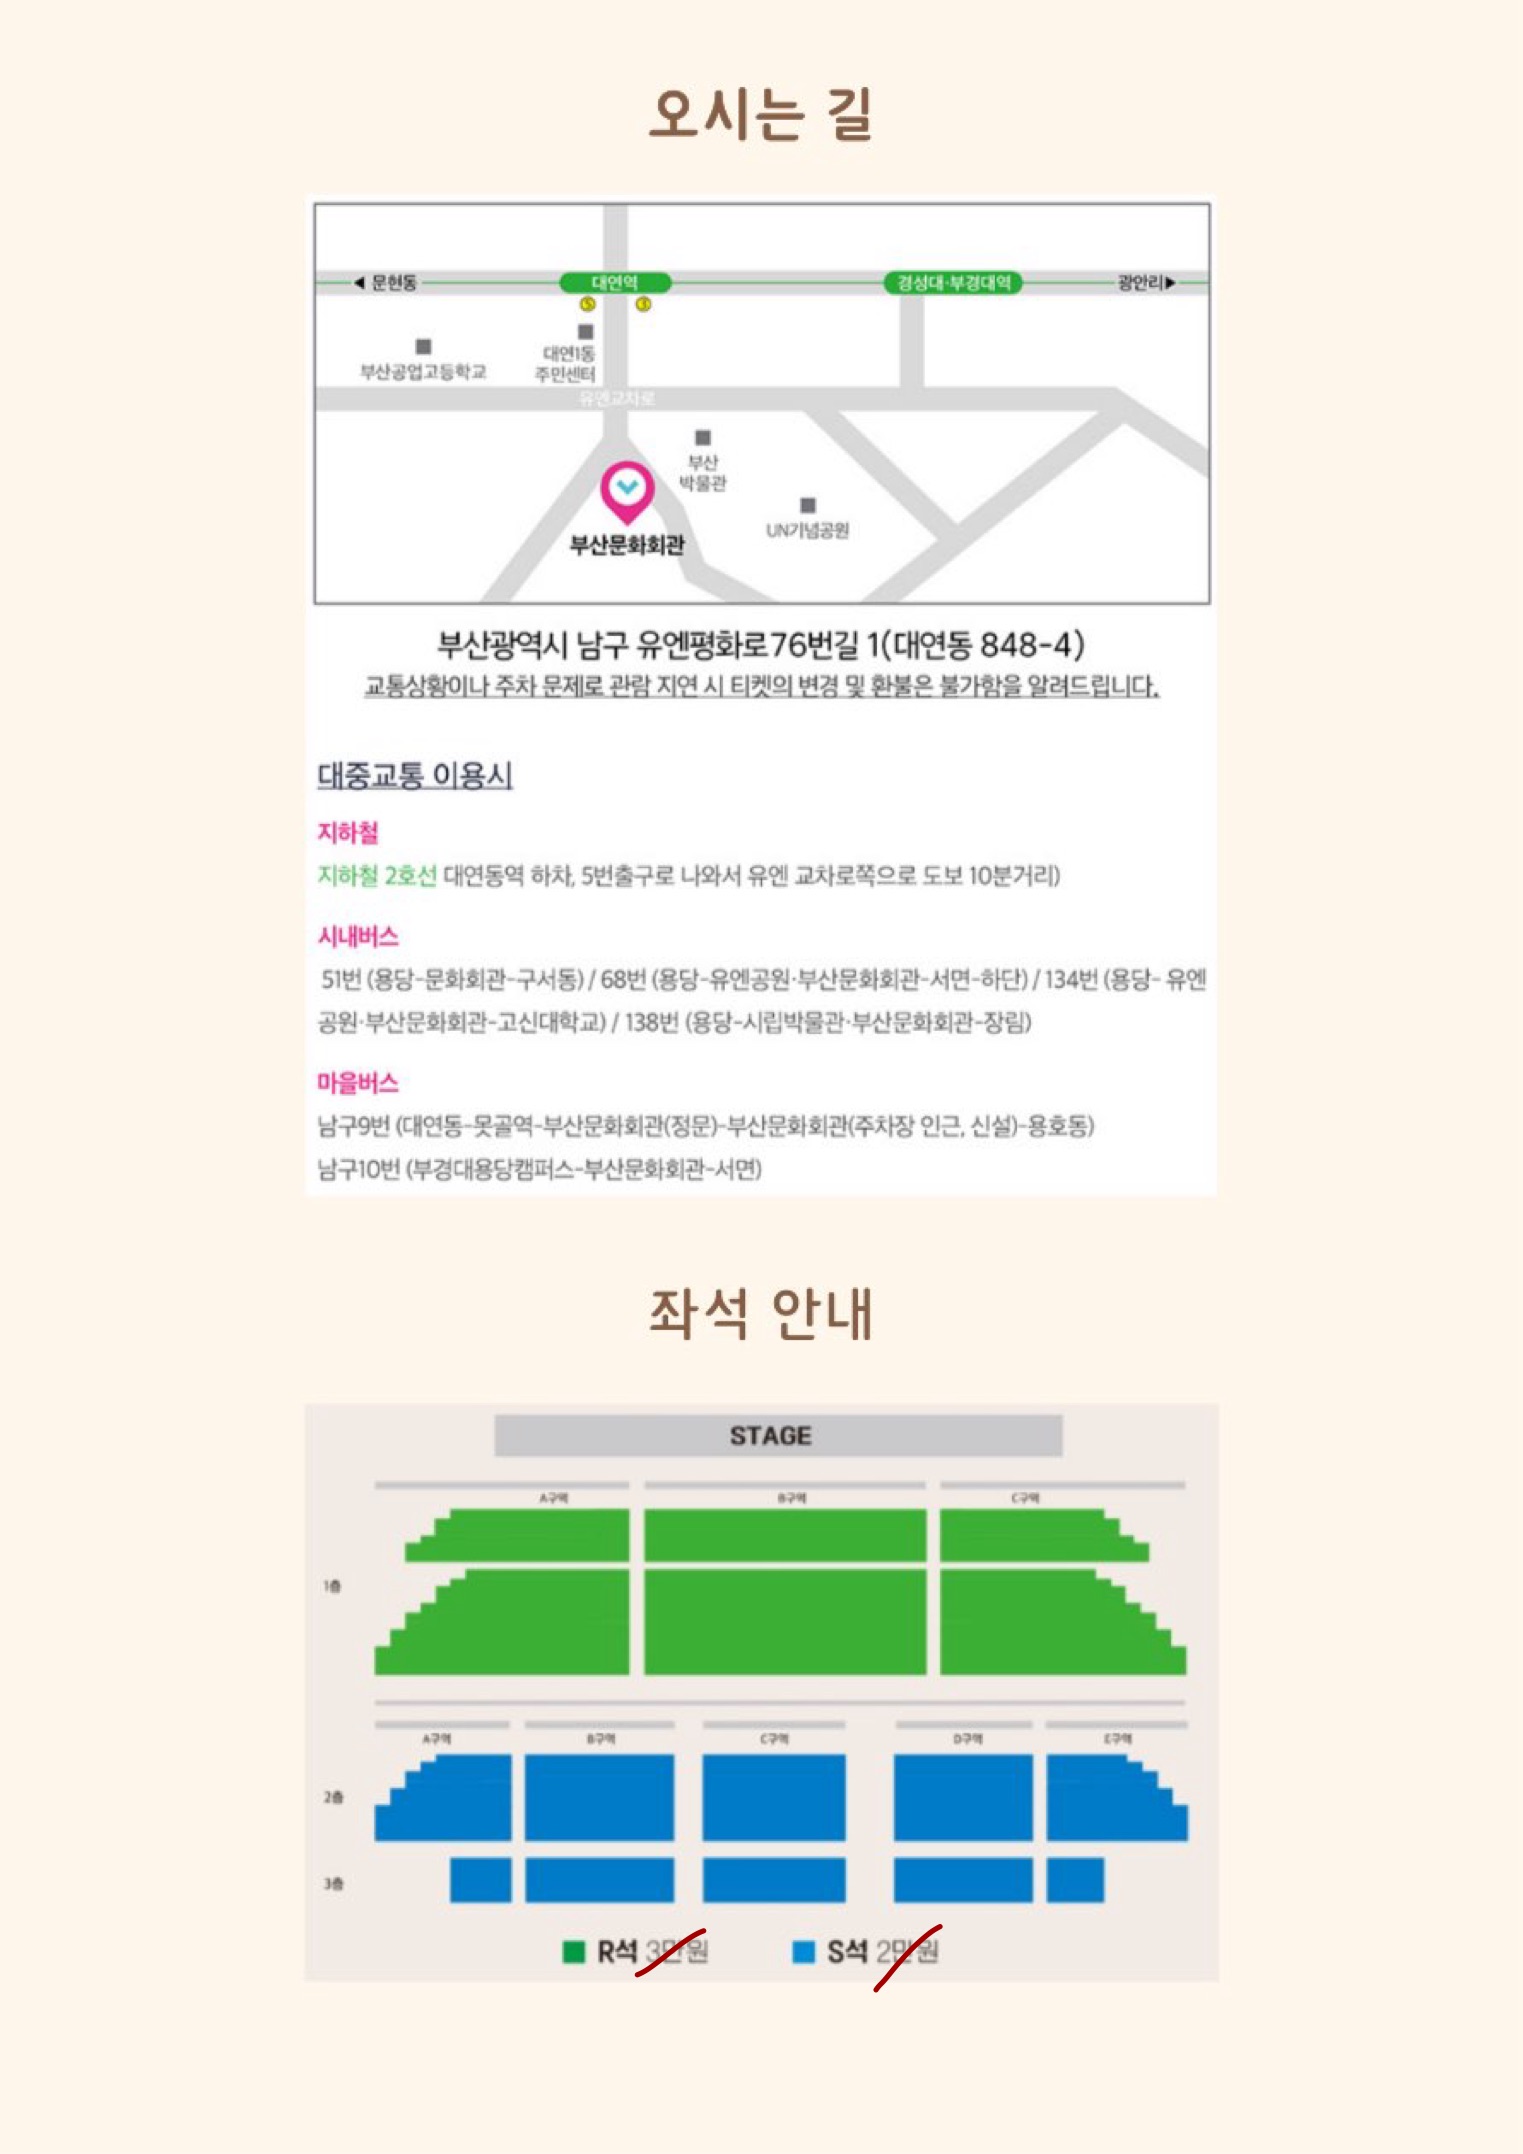 오시는 길
◀ 문현동
대연역
경성대·부경대역
광안리▶
5
3
부산공업고등학교
대연1동
주민센터
유엔교차로
부산
박물관
UN기념공원
부산문화회관
부산광역시 남구 유엔평화로76번길 1(대연동 848-4)
교통상황이나 주차 문제로 관람 지연 시 티켓의 변경 및 환불은 불가함을 알려드립니다.
대중교통 이용시
지하철
지하철 2호선 대연동역 하차, 5번출구로 나와서 유엔 교차로쪽으로 도보 10분거리)
시내버스
51번 (용당-문화회관-구서동) / 68번 (용당-유엔공원·부산문화회관-서면-하단) / 134번 (용당- 유엔
공원·부산문화회관-고신대학교) / 138번 (용당-시립박물관·부산문화회관-장림)
마을버스
남구9번 (대연동-못골역-부산문화회관(정문)-부산문화회관(주차장 인근, 신설)-용호동)
남구10번 (부경대용당캠퍼스-부산문화회관-서면)
좌석 안내
STAGE
A구역 B구역 C구역
1층
A구역 B구역 C구역 D구역 E구역
2층
3층
R석 3만원 S석 2만원